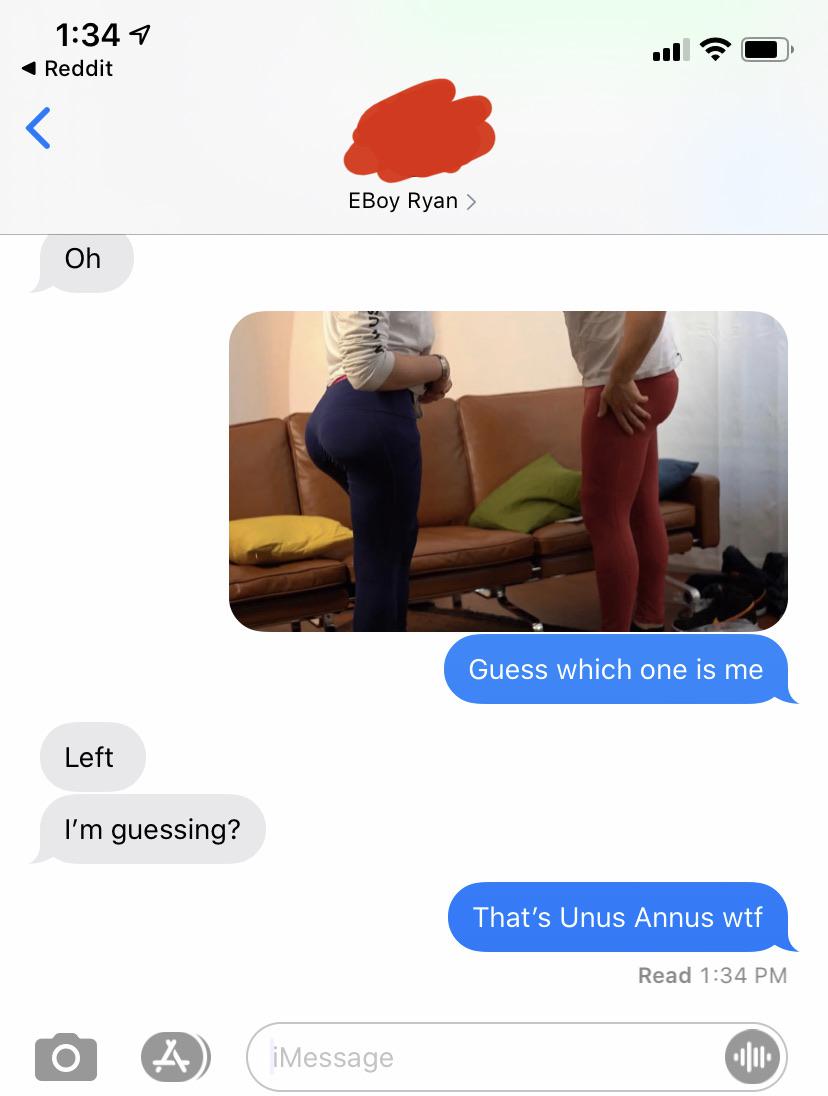 1:34
Reddit
EBoy Ryan
Oh
Guess which one is me
Left
I'm guessing?
That's Unus Annus wtf
Read 1:34 PM
iMessage